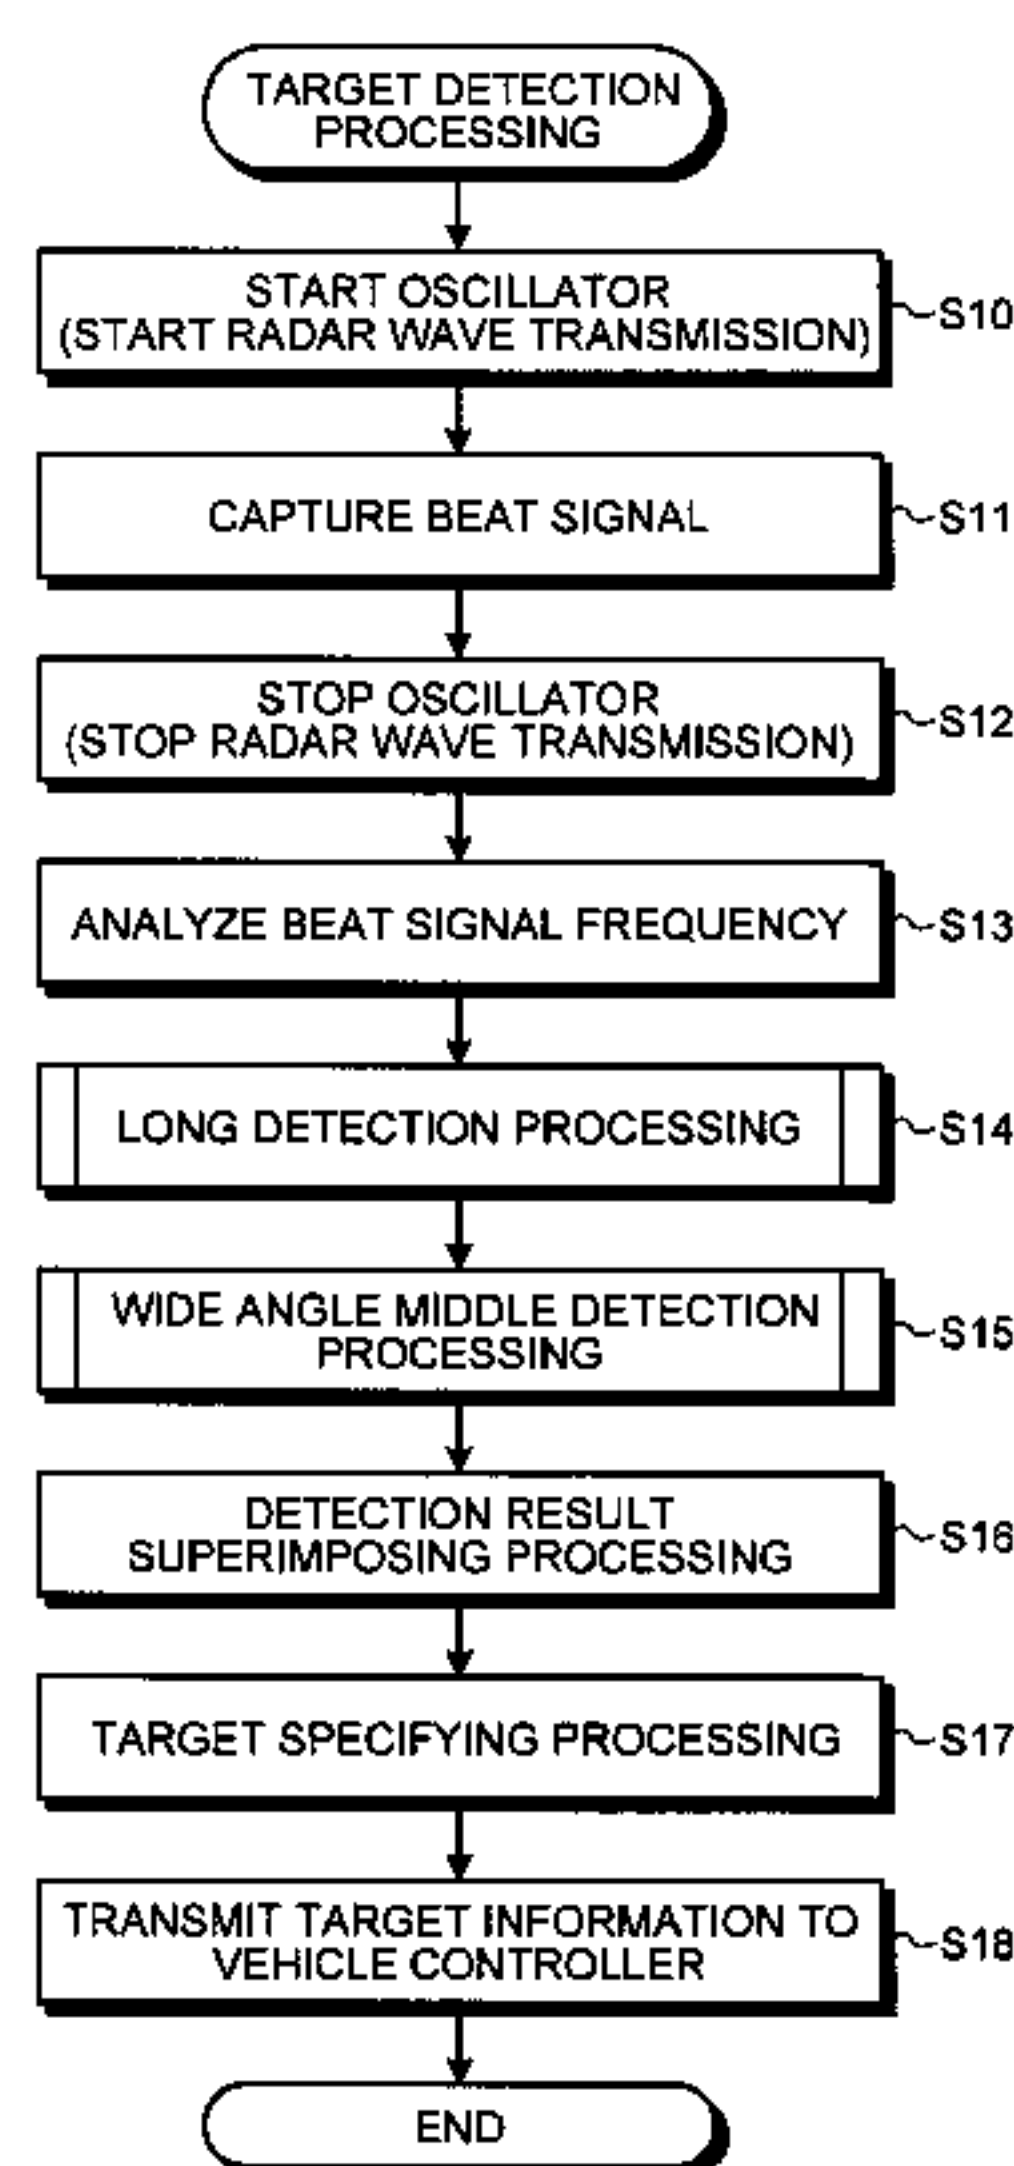 TARGET DETECTION
PROCESSING
START OSCILLATOR
(START RADAR WAVE TRANSMISSION)
S10
CAPTURE BEAT SIGNAL
S11
STOP OSCILLATOR
(STOP RADAR WAVE TRANSMISSION)
S12
ANALYZE BEAT SIGNAL FREQUENCY
S13
LONG DETECTION PROCESSING
S14
WIDE ANGLE MIDDLE DETECTION
PROCESSING
S15
DETECTION RESULT
SUPERIMPOSING PROCESSING
S16
TARGET SPECIFYING PROCESSING
S17
TRANSMIT TARGET INFORMATION TO
VEHICLE CONTROLLER
S18
END